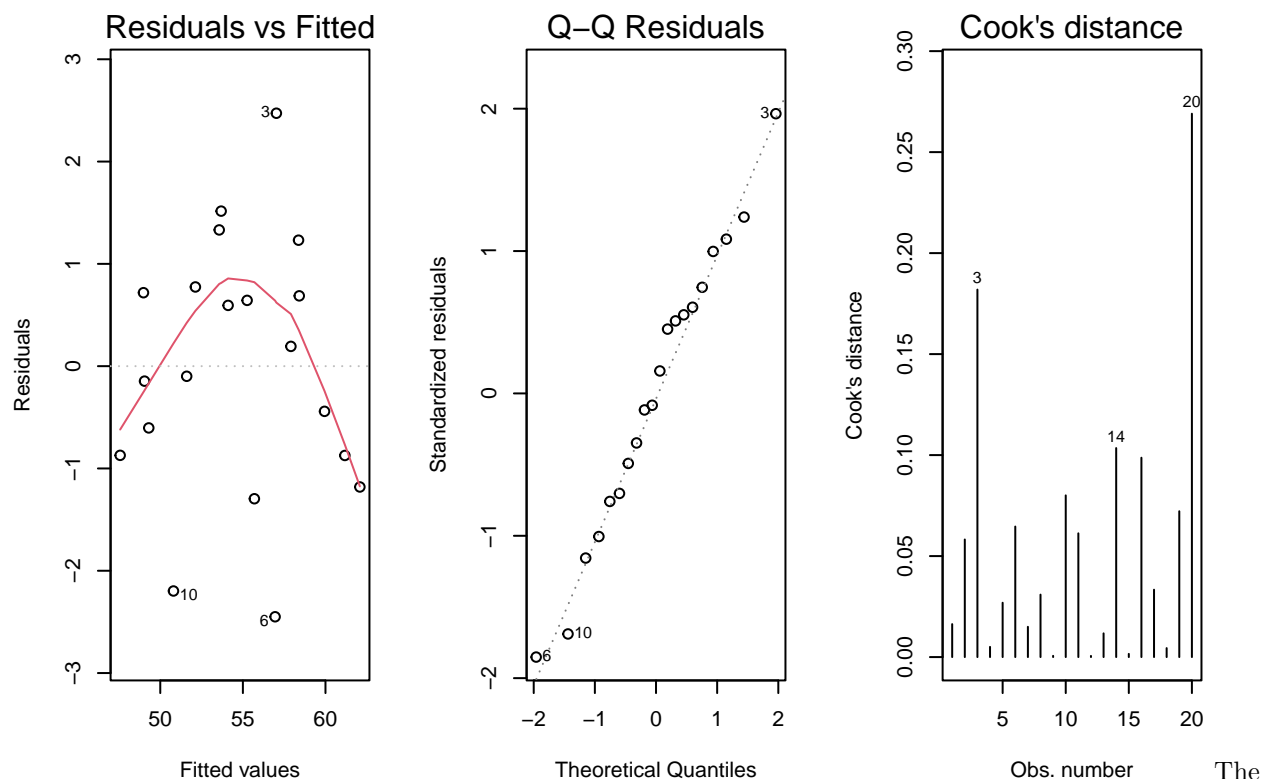 Residuals vs Fitted
3
2
1
0
−1
−2
−3
Residuals
3
10
6
50 55 60
Fitted values
Q−Q Residuals
2
1
0
−1
−2
Standardized residuals
3
10
6
−2 −1 0 1 2
Theoretical Quantiles
Cook's distance
0.30
0.25
0.20
0.15
0.10
0.05
0.00
Cook's distance
20
3
14
5 10 15 20
Obs. number
The